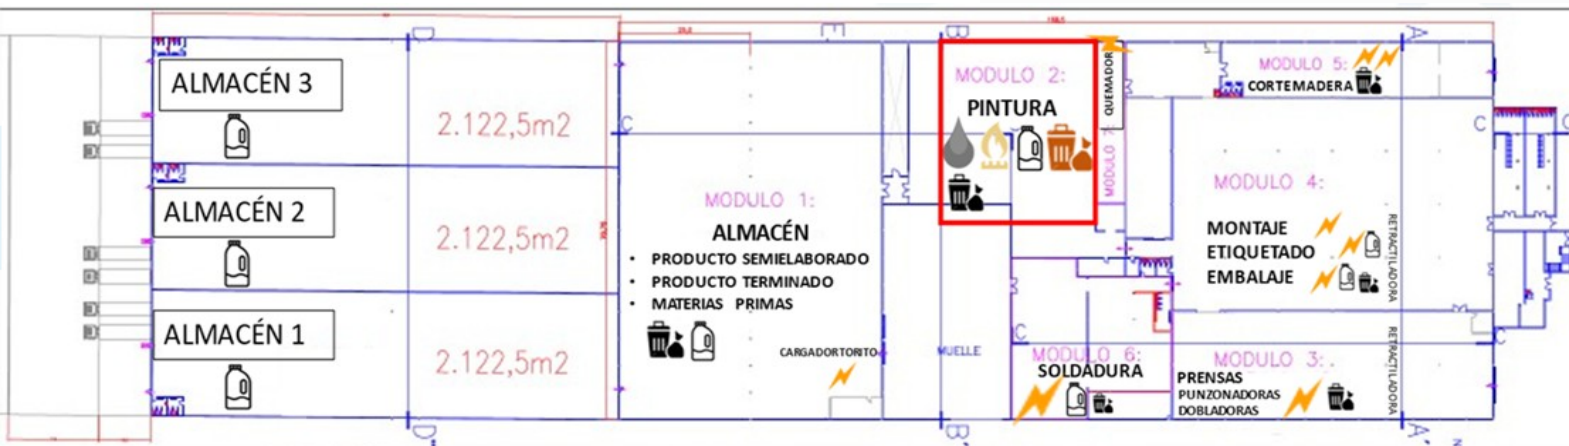 ALMACÉN 3
2.122,5m2
ALMACÉN 2
2.122,5m2
ALMACÉN 1
2.122,5m2
D
D'
E
C
MODULO 1:
ALMACÉN
• PRODUCTO SEMIELABORADO
• PRODUCTO TERMINADO
• MATERIAS PRIMAS
CARGADORTORITO
B
MODULO 2:
PINTURA
QUEMADOR
MODULO 7:
MUELLE
B'
C
MODULO 6:
SOLDADURA
A
MODULO 5:
CORTEMADERA
C
C
MODULO 4:
MONTAJE
ETIQUETADO
EMBALAJE
RETRACTILADORA
MODULO 3:
PRENSAS
PUNZONADORAS
DOBLADORAS
RETRACTILADORA
C
A'
N